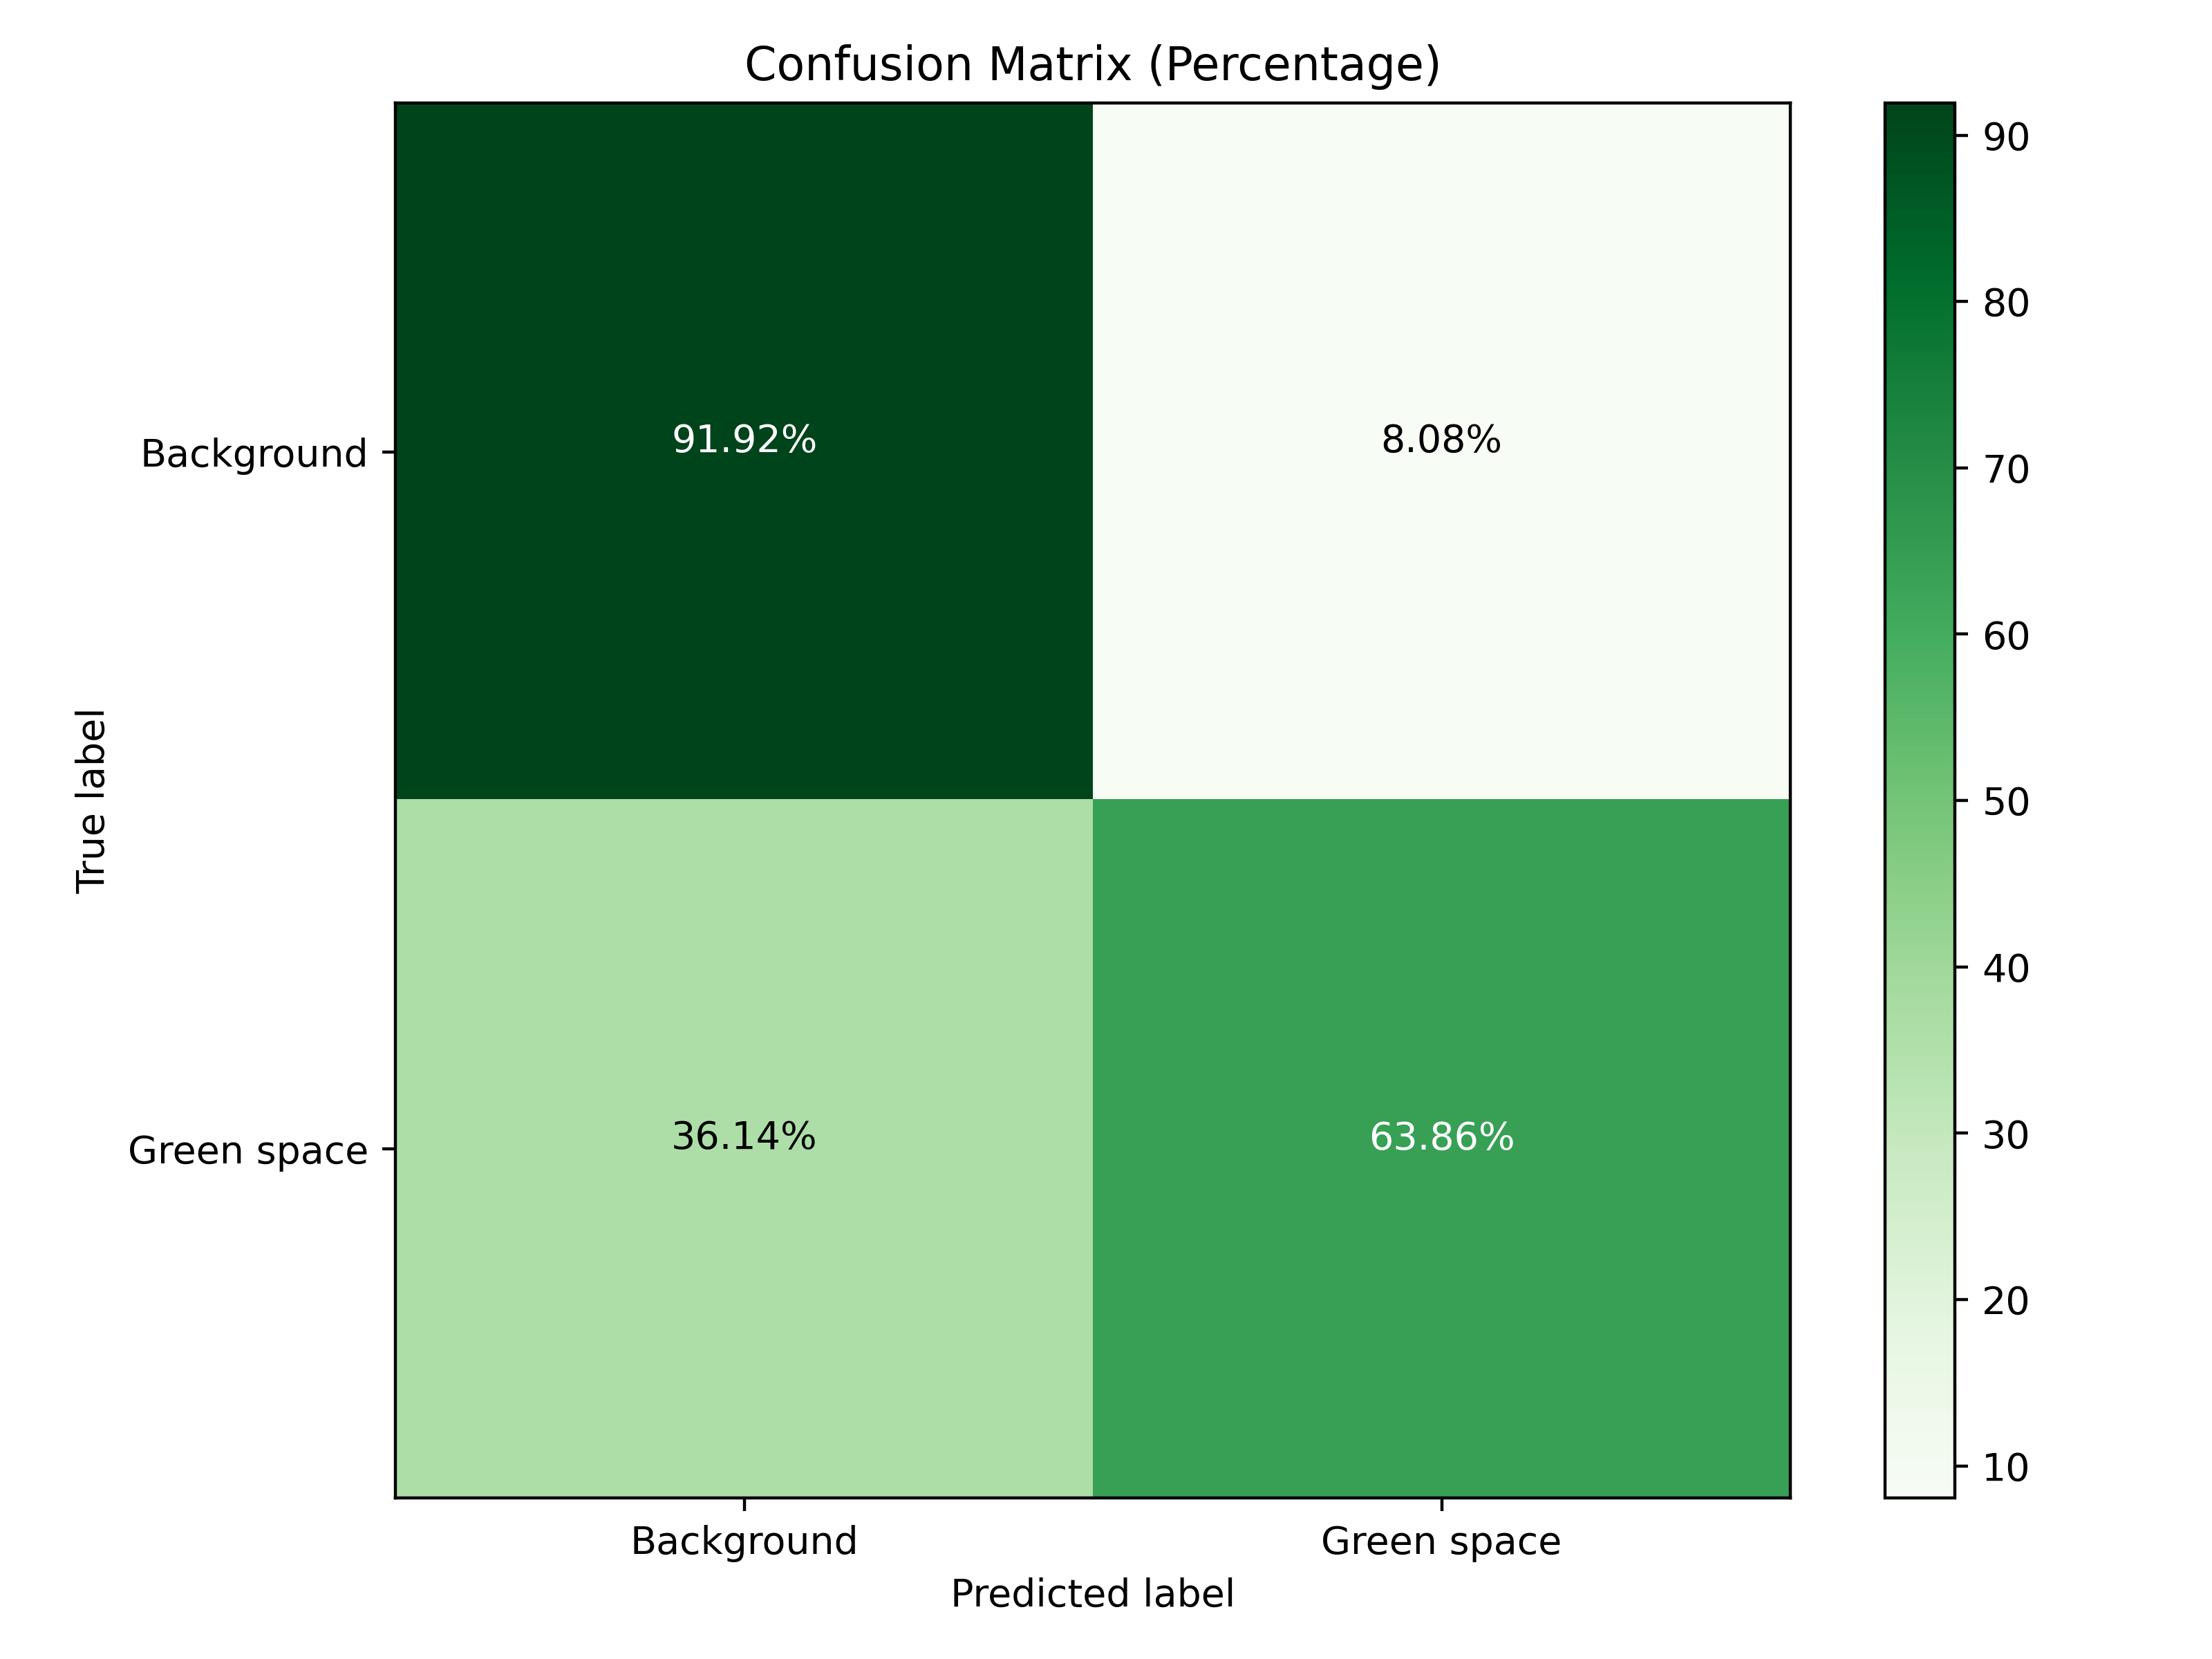 Confusion Matrix (Percentage)
90
80
70
60
50
40
30
20
10
True label
Background
91.92%
8.08%
Green space
36.14%
63.86%
Background
Green space
Predicted label